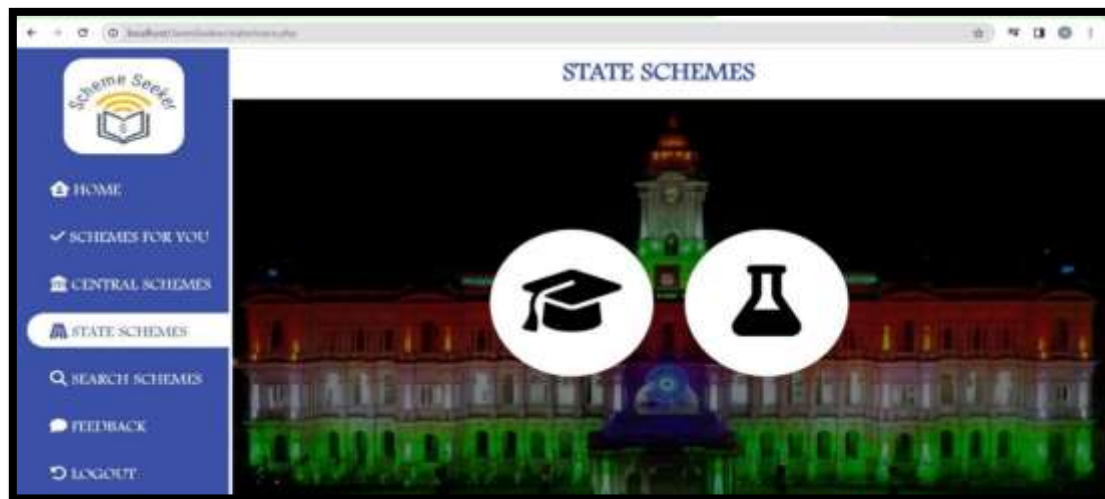 Scheme Seeker
STATE SCHEMES
HOME
SCHEMES FOR YOU
CENTRAL SCHEMES
STATE SCHEMES
SEARCH SCHEMES
FEEDBACK
LOGOUT